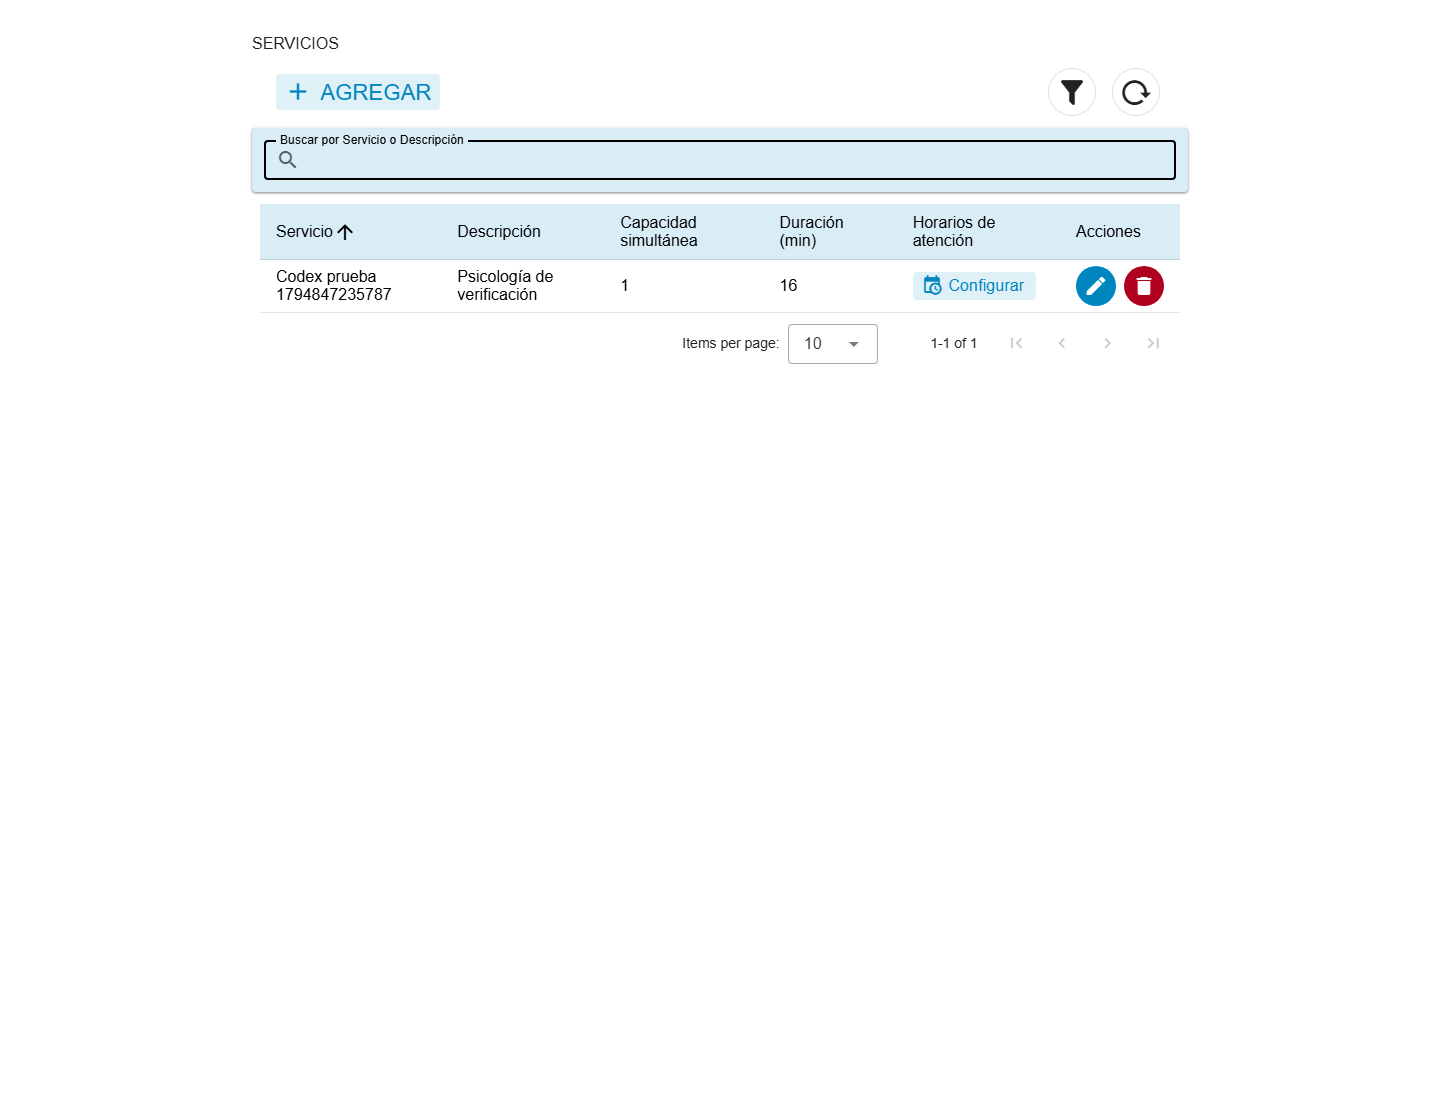 SERVICIOS
AGREGAR
Buscar por Servicio o Descripción
Servicio
Descripción
Capacidad
simultánea
Duración
(min)
Horarios de
atención
Acciones
Codex prueba
1794847235787
Psicología de
verificación
1
16
Configurar
Items per page:
10
1-1 of 1